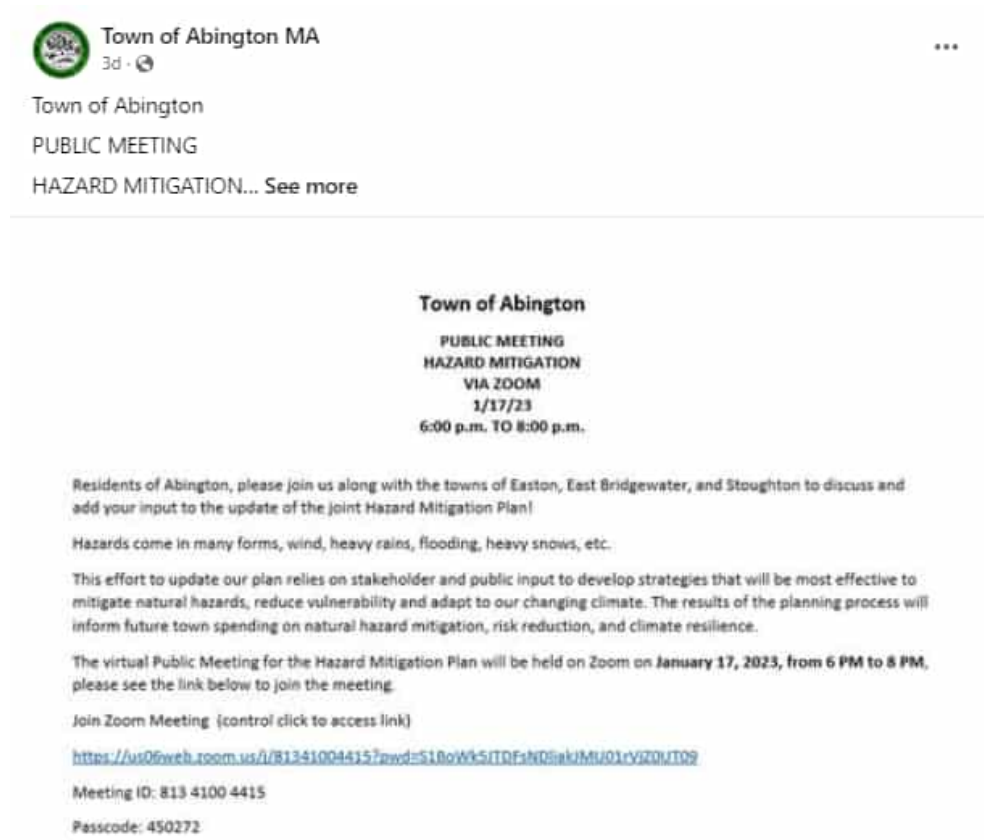 Town of Abington MA
3d
Town of Abington
PUBLIC MEETING
HAZARD MITIGATION... See more
Town of Abington
PUBLIC MEETING
HAZARD MITIGATION
VIA ZOOM
1/17/23
6:00 p.m. TO 8:00 p.m.
Residents of Abington, please join us along with the towns of Easton, East Bridgewater, and Stoughton to discuss and
add your input to the update of the joint Hazard Mitigation Plan!
Hazards come in many forms, wind, heavy rains, flooding, heavy snows, etc.
This effort to update our plan relies on stakeholder and public input to develop strategies that will be most effective to
mitigate natural hazards, reduce vulnerability and adapt to our changing climate. The results of the planning process will
inform future town spending on natural hazard mitigation, risk reduction, and climate resilience.
The virtual Public Meeting for the Hazard Mitigation Plan will be held on Zoom on January 17, 2023, from 6 PM to 8 PM,
please see the link below to join the meeting.
Join Zoom Meeting (control click to access link)
Meeting ID: 813 4100 4415
Passcode: 450272